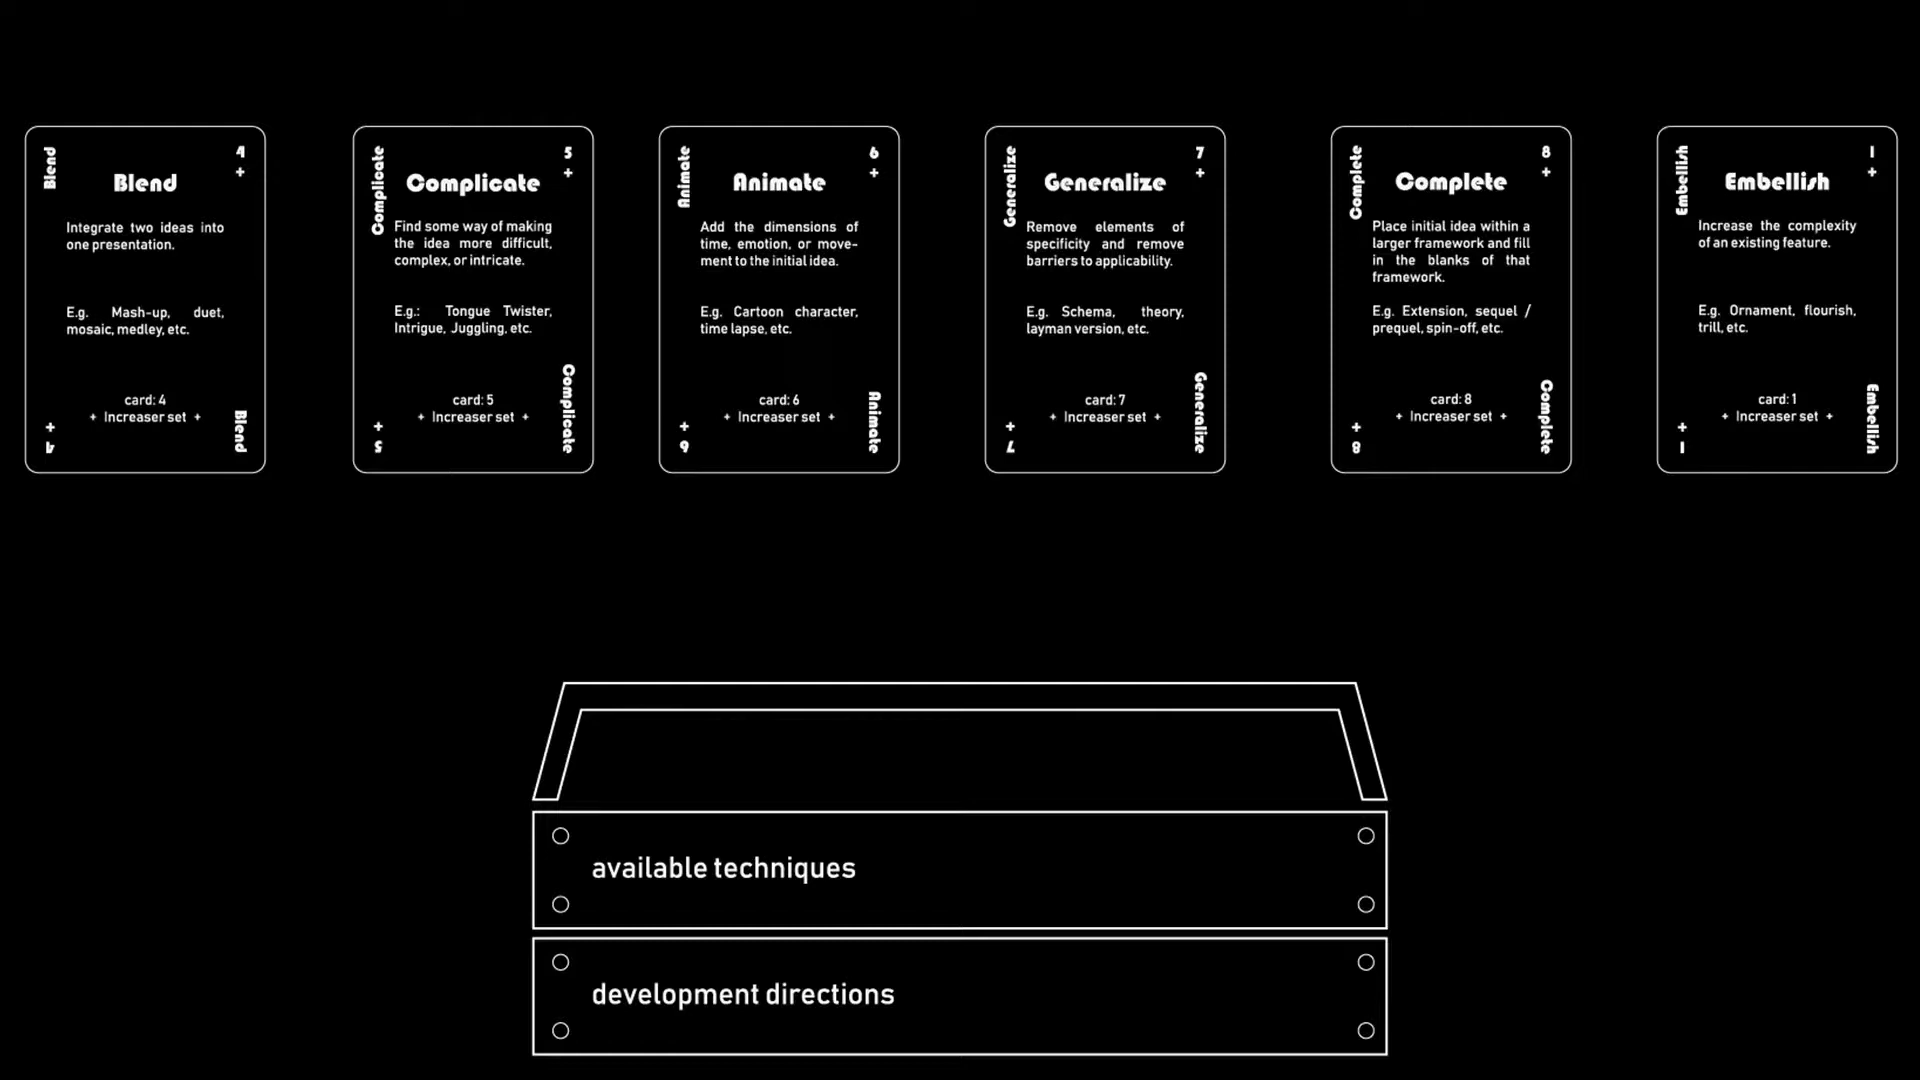 Blend
4
+
Blend
Integrate two ideas into
one presentation.
E.g. Mash-up, duet,
mosaic, medley, etc.
card: 4
+ Increaser set +
+
4
Blend
Complicate
5
+
Complicate
Find some way of making
the idea more difficult,
complex, or intricate.
E.g.: Tongue Twister,
Intrigue, Juggling, etc.
card: 5
+ Increaser set +
+
5
Complicate
Animate
6
+
Animate
Add the dimensions of
time, emotion, or move-
ment to the initial idea.
E.g. Cartoon character,
time lapse, etc.
card: 6
+ Increaser set +
+
6
Animate
Generalize
7
+
Generalize
Remove elements of
specificity and remove
barriers to applicability.
E.g. Schema, theory,
layman version, etc.
card: 7
+ Increaser set +
+
7
Generalize
Complete
8
+
Complete
Place initial idea within a
larger framework and fill
in the blanks of that
framework.
E.g. Extension, sequel /
prequel, spin-off, etc.
card: 8
+ Increaser set +
+
8
Complete
Embellish
1
+
Embellish
Increase the complexity
of an existing feature.
E.g. Ornament, flourish,
trill, etc.
card: 1
+ Increaser set +
+
1
Embellish
available techniques
development directions